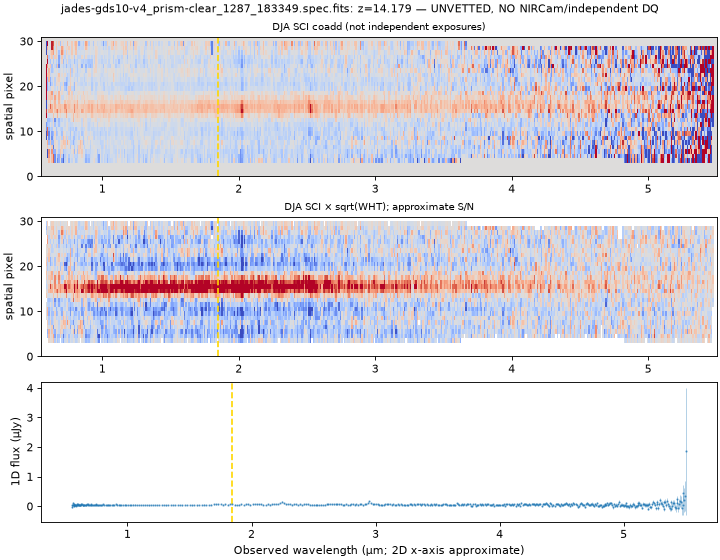 jades-gds10-v4_prism-clear_1287_183349.spec.fits: z=14.179 — UNVETTED, NO NIRCam/independent DQ
DJA SCI coadd (not independent exposures)
spatial pixel
30
20
10
0
1 2 3 4 5
DJA SCI × sqrt(WHT); approximate S/N
spatial pixel
30
20
10
0
1 2 3 4 5
1D flux (μJy)
4
3
2
1
0
1 2 3 4 5
Observed wavelength (μm; 2D x-axis approximate)